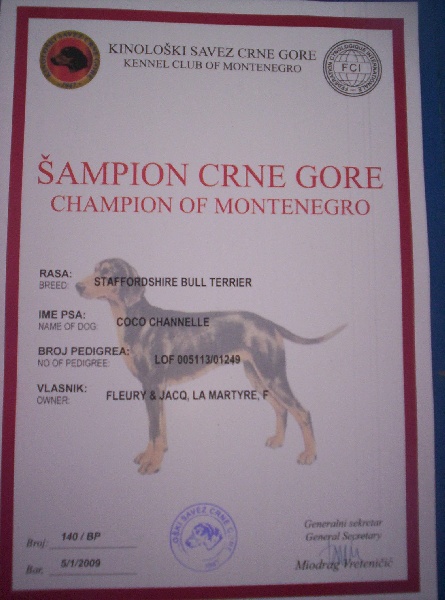 KINOLOŠKI SAVEZ CRNE GORE
KENNEL CLUB OF MONTENEGRO
FCI
ŠAMPION CRNE GORE
CHAMPION OF MONTENEGRO
RASA:
BREED: STAFFORDSHIRE BULL TERRIER
IME PSA:
NAME OF DOG: COCO CHANNELLE
BROJ PEDIGREA:
NO OF PEDIGREE: LOF 005113/01249
VLASNIK:
OWNER: FLEURY & JACQ, LA MARTYRE, F
Broj: 140 / BP
Bar, 5/1/2009
Generalni sekretar
General Secretary
Miodrag Vreteničić